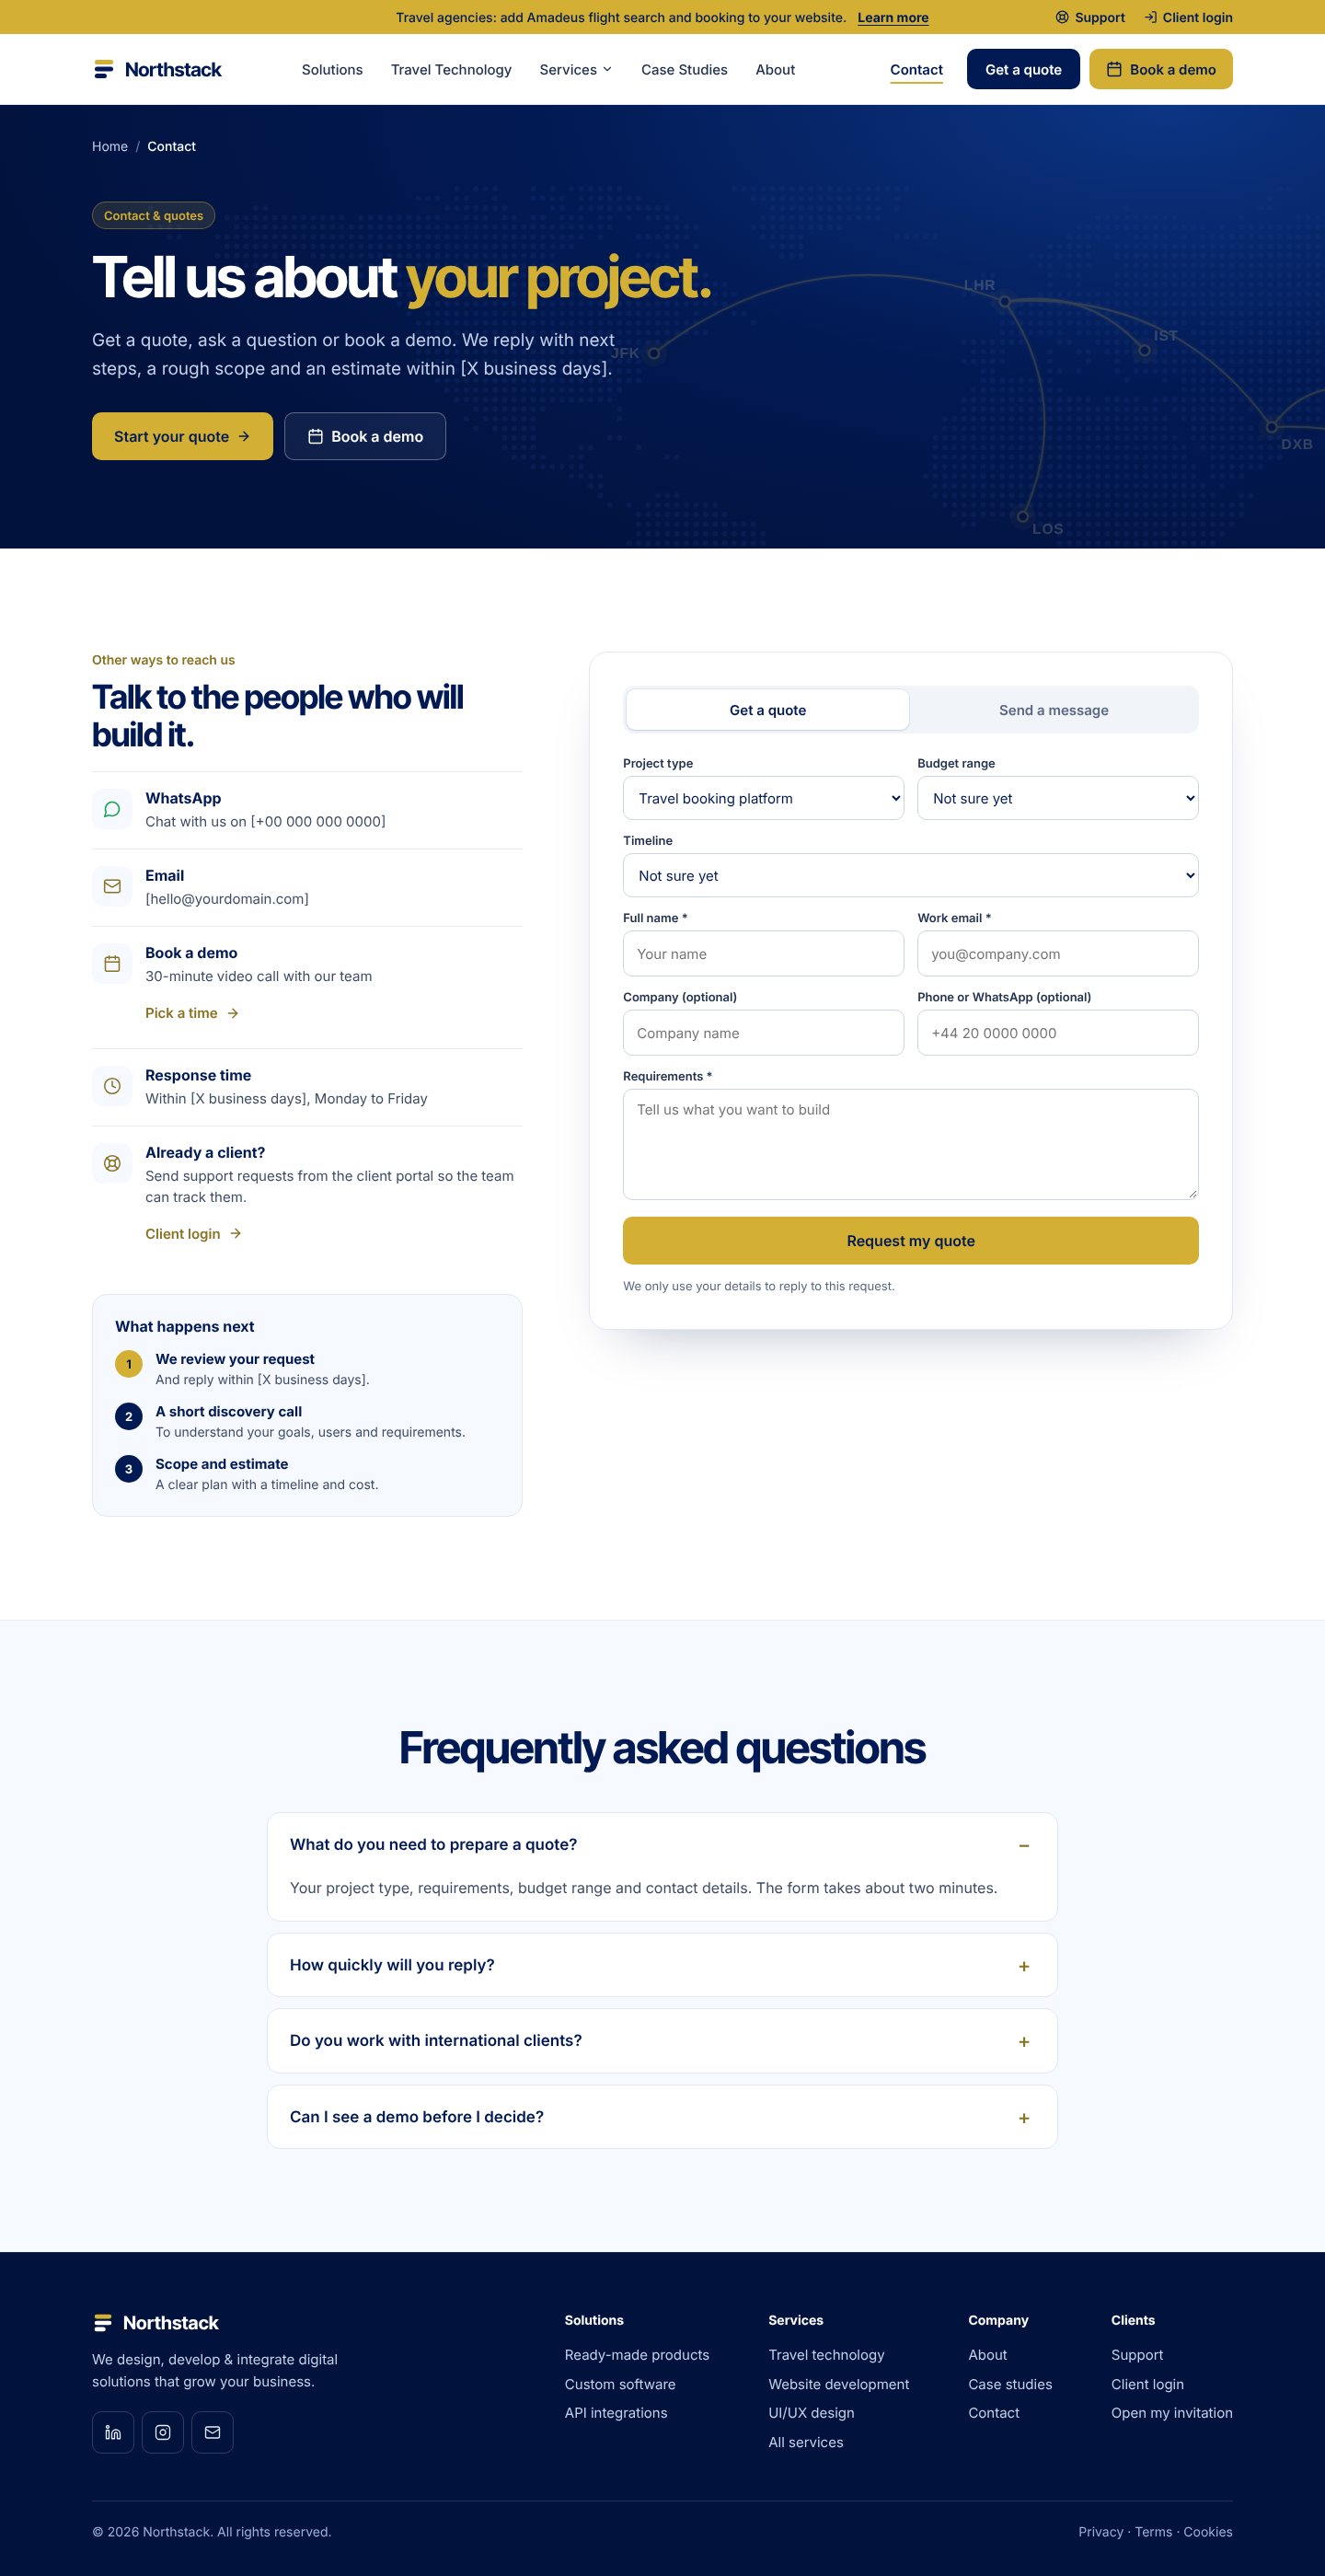 Travel agencies: add Amadeus flight search and booking to your website. Learn more
Support
Client login
Northstack
Solutions
Travel Technology
Services
Case Studies
About
Contact
Get a quote
Book a demo
Home / Contact
Contact & quotes
Tell us about your project.
Get a quote, ask a question or book a demo. We reply with next
steps, a rough scope and an estimate within [X business days].
Start your quote
Book a demo
JFK
LHR
IST
DXB
LOS
Other ways to reach us
Talk to the people who will
build it.
WhatsApp
Chat with us on [+00 000 000 0000]
Email
[hello@yourdomain.com]
Book a demo
30-minute video call with our team
Pick a time
Response time
Within [X business days], Monday to Friday
Already a client?
Send support requests from the client portal so the team
can track them.
Client login
What happens next
1
We review your request
And reply within [X business days].
2
A short discovery call
To understand your goals, users and requirements.
3
Scope and estimate
A clear plan with a timeline and cost.
Get a quote
Send a message
Project type
Travel booking platform
Budget range
Not sure yet
Timeline
Not sure yet
Full name *
Your name
Work email *
you@company.com
Company (optional)
Company name
Phone or WhatsApp (optional)
+44 20 0000 0000
Requirements *
Tell us what you want to build
Request my quote
We only use your details to reply to this request.
Frequently asked questions
What do you need to prepare a quote?
Your project type, requirements, budget range and contact details. The form takes about two minutes.
How quickly will you reply?
Do you work with international clients?
Can I see a demo before I decide?
Northstack
We design, develop & integrate digital
solutions that grow your business.
Solutions
Ready-made products
Custom software
API integrations
Services
Travel technology
Website development
UI/UX design
All services
Company
About
Case studies
Contact
Clients
Support
Client login
Open my invitation
© 2026 Northstack. All rights reserved.
Privacy · Terms · Cookies